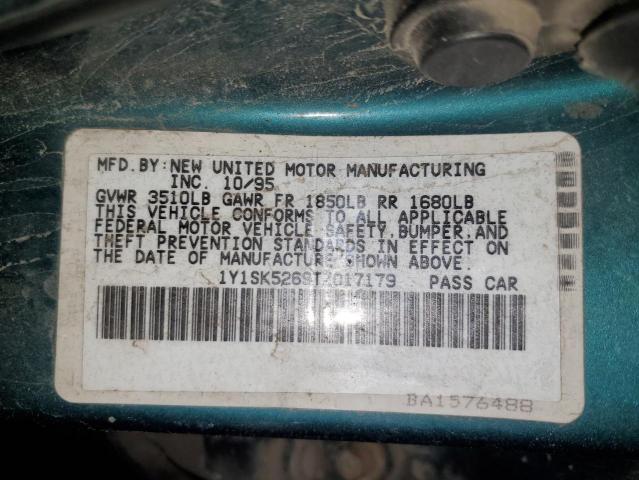 MFD.BY:NEW UNITED MOTOR MANUFACTURING
INC. 10/95
GVWR 3510LB GAWR FR 1850LB RR 1680LB
THIS VEHICLE CONFORMS TO ALL APPLICABLE
FEDERAL MOTOR VEHICLE SAFETY,BUMPER,AND
THEFT PREVENTION STANDARDS IN EFFECT ON
THE DATE OF MANUFACTURE SHOWN ABOVE.
1Y1SK5269TZ017179 PASS CAR
BA1576488